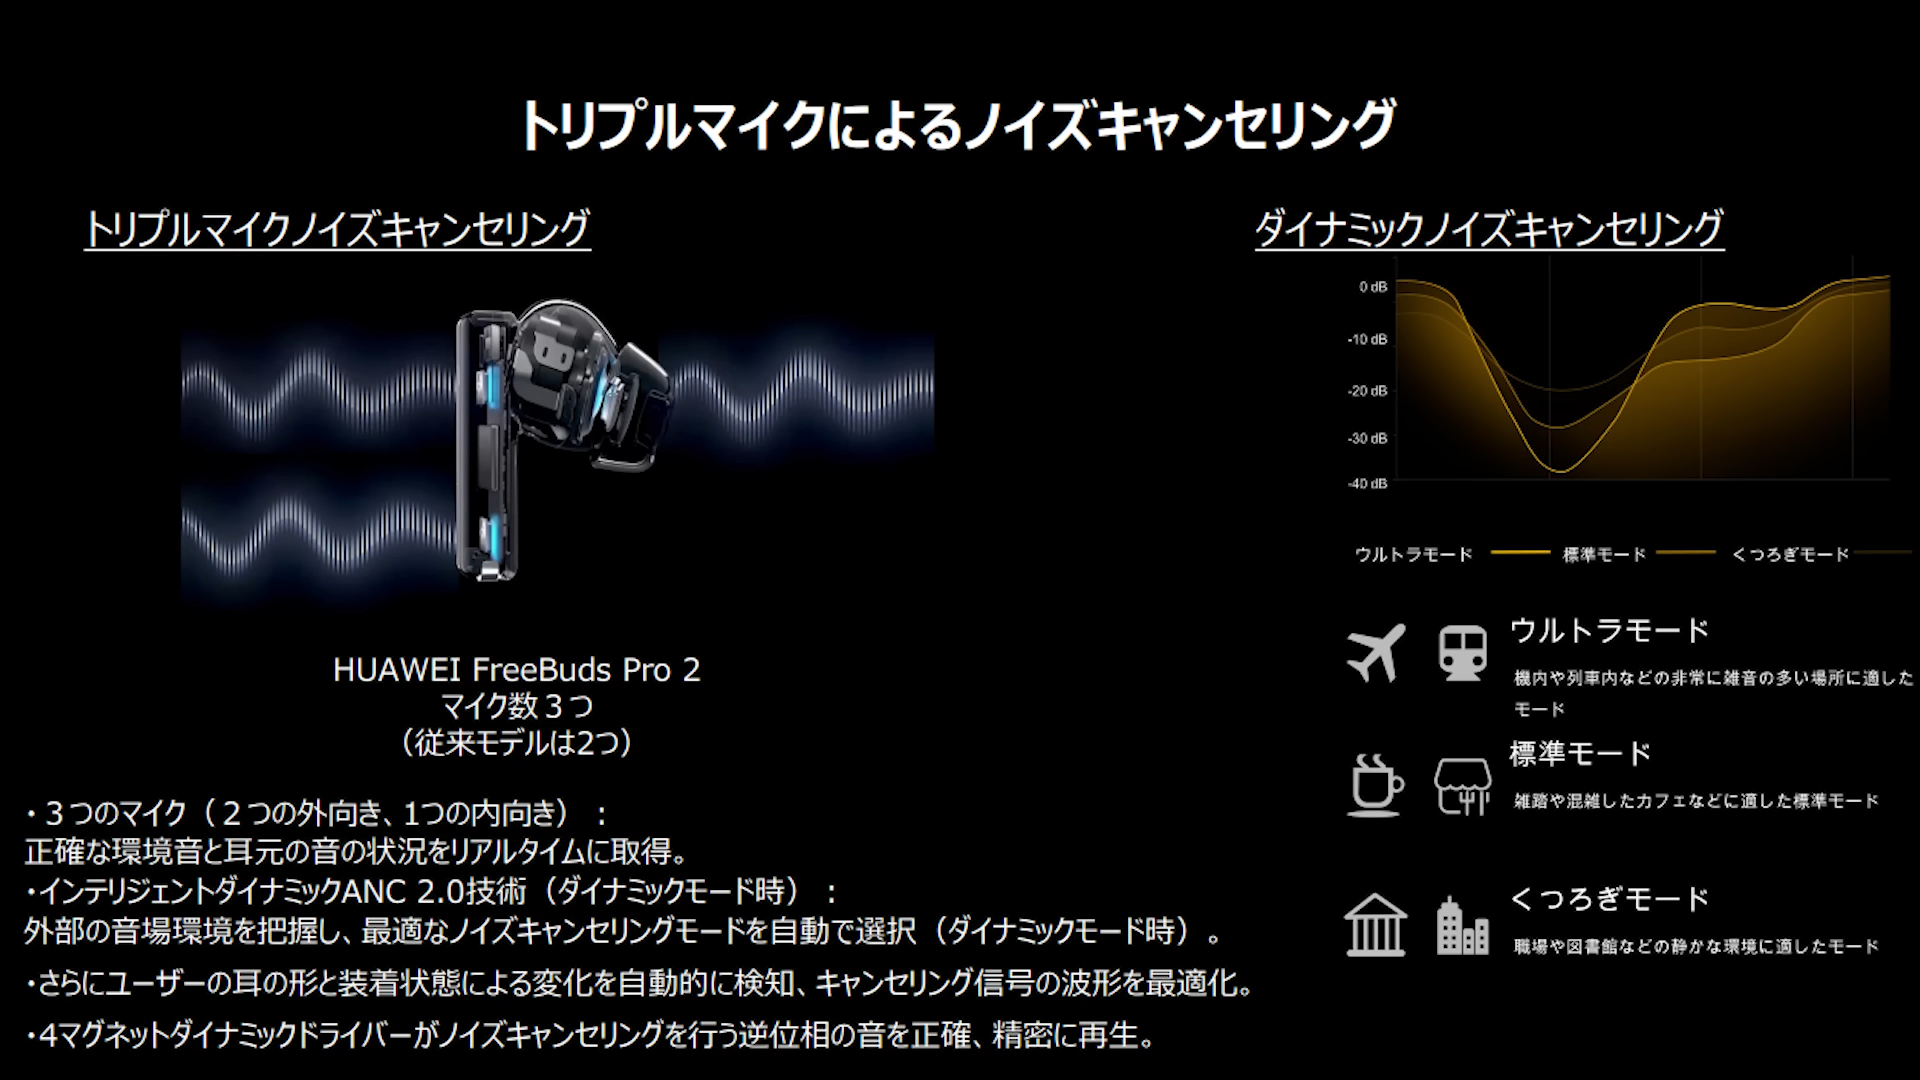 トリプルマイクによるノイズキャンセリング
トリプルマイクノイズキャンセリング
HUAWEI FreeBuds Pro 2
マイク数３つ
（従来モデルは2つ）
・３つのマイク（２つの外向き、1つの内向き）：
正確な環境音と耳元の音の状況をリアルタイムに取得。
・インテリジェントダイナミックANC 2.0技術（ダイナミックモード時）：
外部の音場環境を把握し、最適なノイズキャンセリングモードを自動で選択（ダイナミックモード時）。
・さらにユーザーの耳の形と装着状態による変化を自動的に検知、キャンセリング信号の波形を最適化。
・4マグネットダイナミックドライバーがノイズキャンセリングを行う逆位相の音を正確、精密に再生。
ダイナミックノイズキャンセリング
0 dB
-10 dB
-20 dB
-30 dB
-40 dB
ウルトラモード 標準モード くつろぎモード
ウルトラモード
機内や列車内などの非常に雑音の多い場所に適した
モード
標準モード
雑踏や混雑したカフェなどに適した標準モード
くつろぎモード
職場や図書館などの静かな環境に適したモード